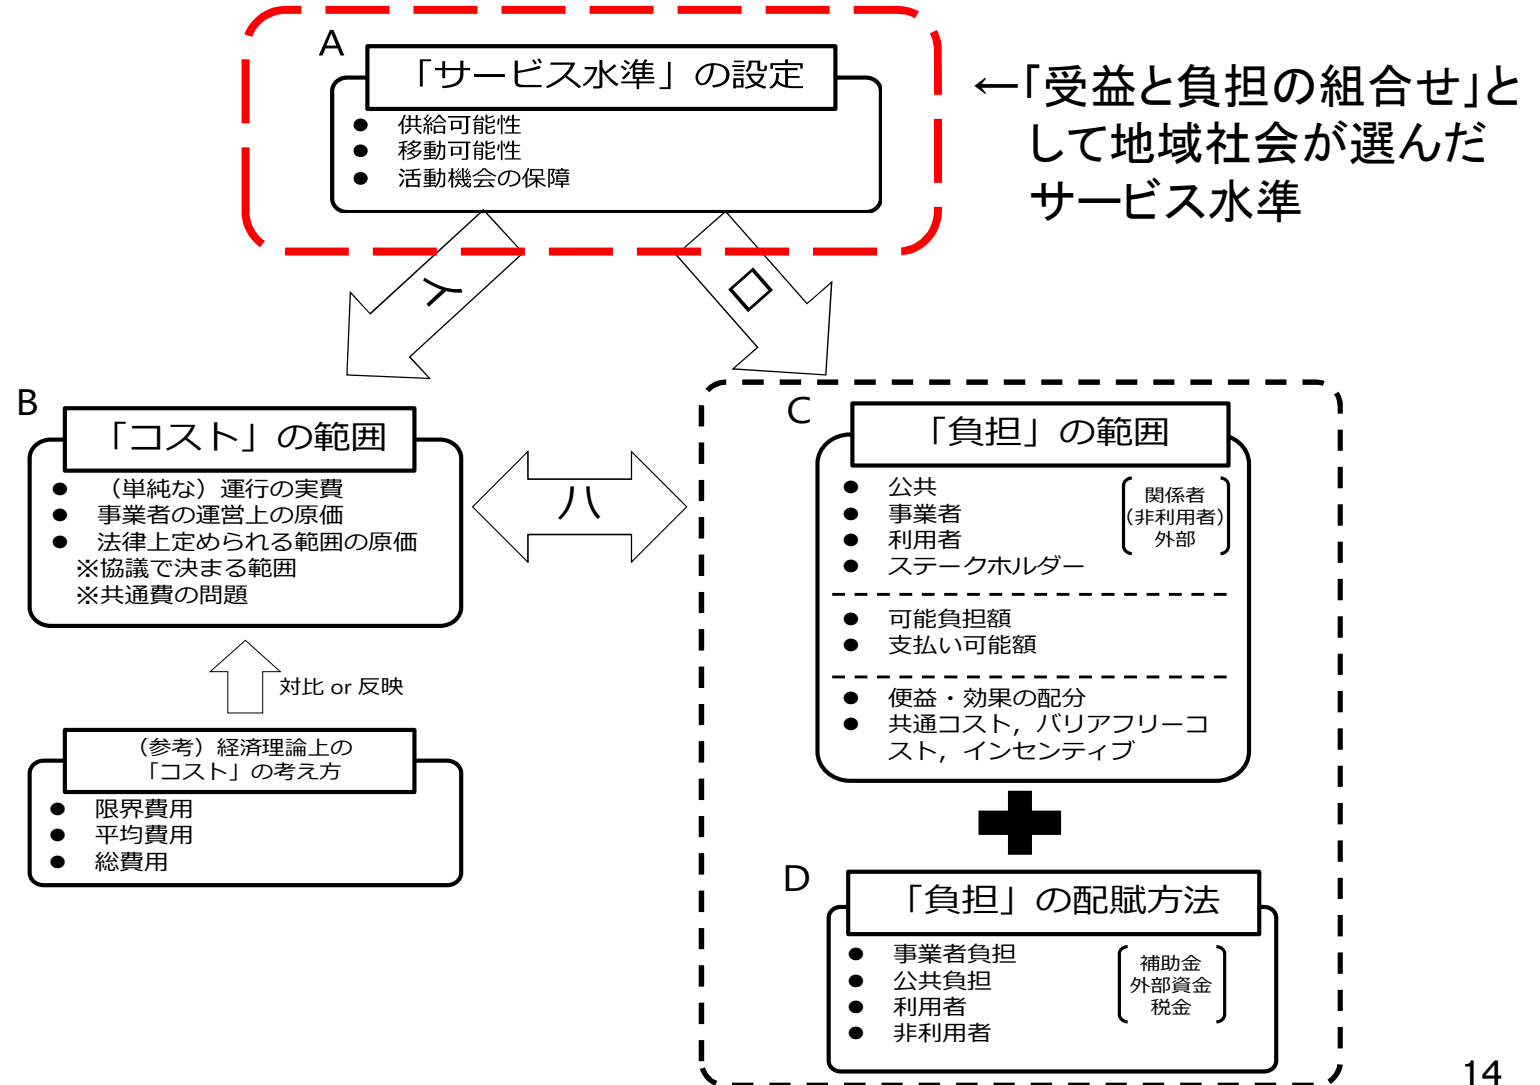 A
「サービス水準」の設定
● 供給可能性
● 移動可能性
● 活動機会の保障
←「受益と負担の組合せ」と
して地域社会が選んだ
サービス水準
イ
ロ
B
「コスト」の範囲
● （単純な）運行の実費
● 事業者の運営上の原価
● 法律上定められる範囲の原価
※協議で決まる範囲
※共通費の問題
ハ
対比 or 反映
（参考）経済理論上の
「コスト」の考え方
● 限界費用
● 平均費用
● 総費用
C
「負担」の範囲
● 公共
● 事業者
● 利用者
● ステークホルダー
関係者
(非利用者)
外部
● 可能負担額
● 支払い可能額
● 便益・効果の配分
● 共通コスト，バリアフリーコ
スト，インセンティブ
D
「負担」の配賦方法
● 事業者負担
● 公共負担
● 利用者
● 非利用者
補助金
外部資金
税金
14